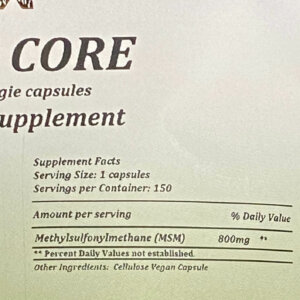 CORE
gie capsules
upplement
Supplement Facts
Serving Size: 1 capsules
Servings per Container: 150
Amount per serving % Daily Value
Methylsulfonylmethane (MSM) 800mg **
** Percent Daily Values not established.
Other Ingredients: Cellulose Vegan Capsule